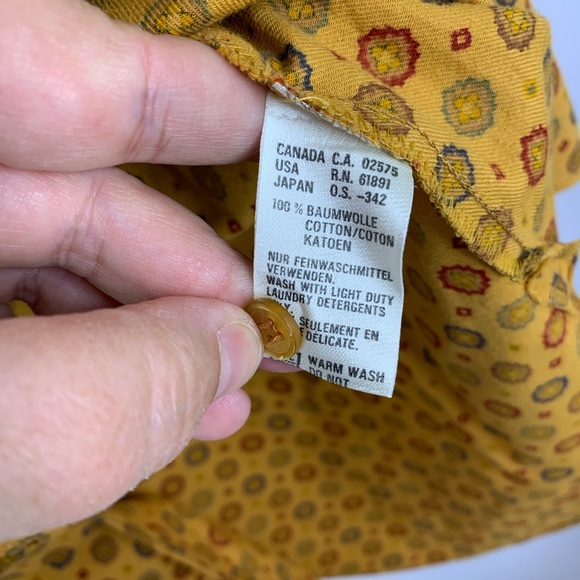 CANADA C.A. 02575
USA R.N. 61891
JAPAN O.S. -342
100 % BAUMWOLLE
COTTON/COTON
KATOEN
NUR FEINWASCHMITTEL
VERWENDEN.
WASH WITH LIGHT DUTY
LAUNDRY DETERGENTS
SEULEMENT EN
DÉLICATE.
WARM WASH
DO NOT